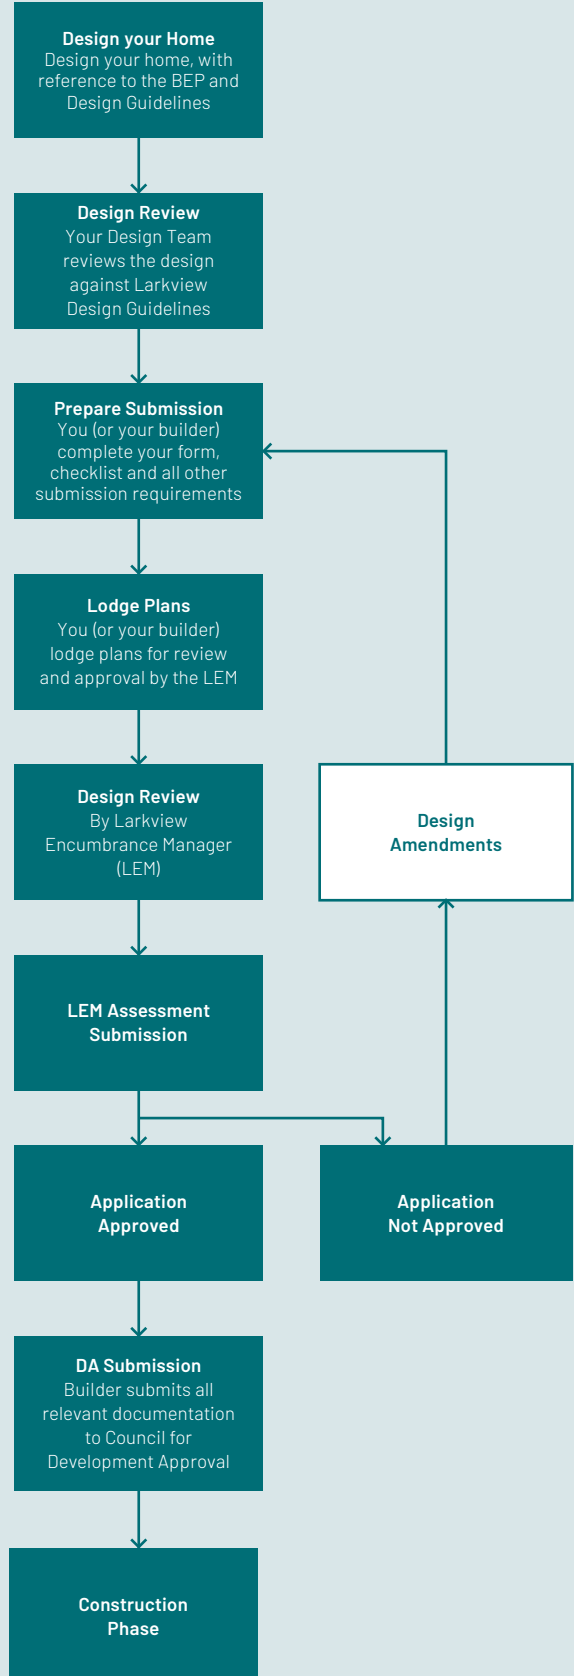 Design your Home
Design your home, with
reference to the BEP and
Design Guidelines
Design Review
Your Design Team
reviews the design
against Larkview
Design Guidelines
Prepare Submission
You (or your builder)
complete your form,
checklist and all other
submission requirements
Lodge Plans
You (or your builder)
lodge plans for review
and approval by the LEM
Design Review
By Larkview
Encumbrance Manager
(LEM)
Design
Amendments
LEM Assessment
Submission
Application
Approved
Application
Not Approved
DA Submission
Builder submits all
relevant documentation
to Council for
Development Approval
Construction
Phase